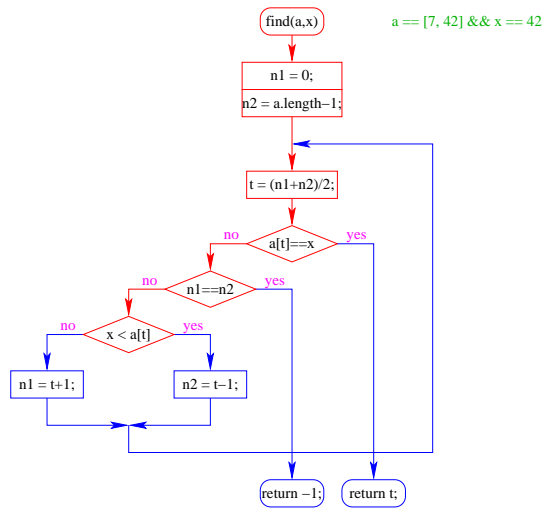 find(a,x)
a == [7, 42] && x == 42
n1 = 0;
n2 = a.length−1;
t = (n1+n2)/2;
no
a[t]==x
yes
no
n1==n2
yes
no
x < a[t]
yes
n1 = t+1;
n2 = t−1;
return −1;
return t;